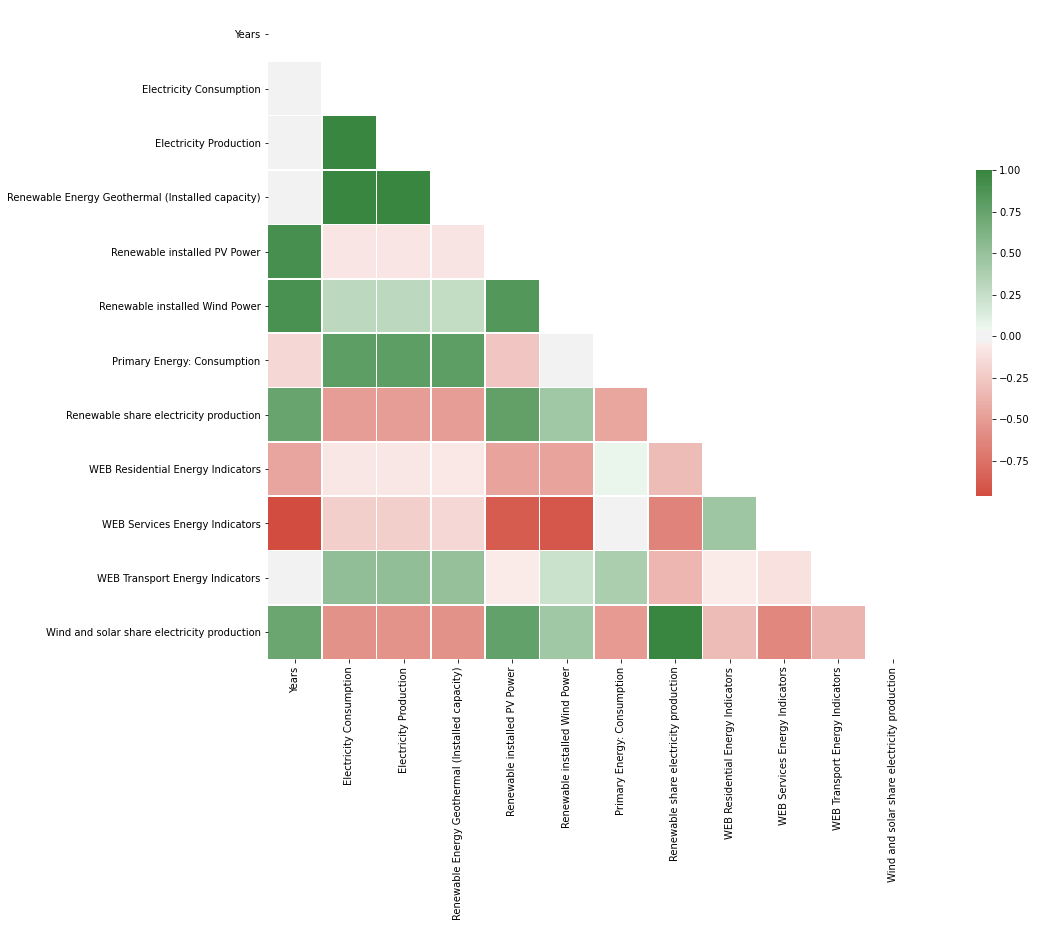 Years
Electricity Consumption
Electricity Production
Renewable Energy Geothermal (Installed capacity)
Renewable installed PV Power
Renewable installed Wind Power
Primary Energy: Consumption
Renewable share electricity production
WEB Residential Energy Indicators
WEB Services Energy Indicators
WEB Transport Energy Indicators
Wind and solar share electricity production
Years
Electricity Consumption
Electricity Production
Renewable Energy Geothermal (Installed capacity)
Renewable installed PV Power
Renewable installed Wind Power
Primary Energy: Consumption
Renewable share electricity production
WEB Residential Energy Indicators
WEB Services Energy Indicators
WEB Transport Energy Indicators
Wind and solar share electricity production
1.00
0.75
0.50
0.25
0.00
−0.25
−0.50
−0.75